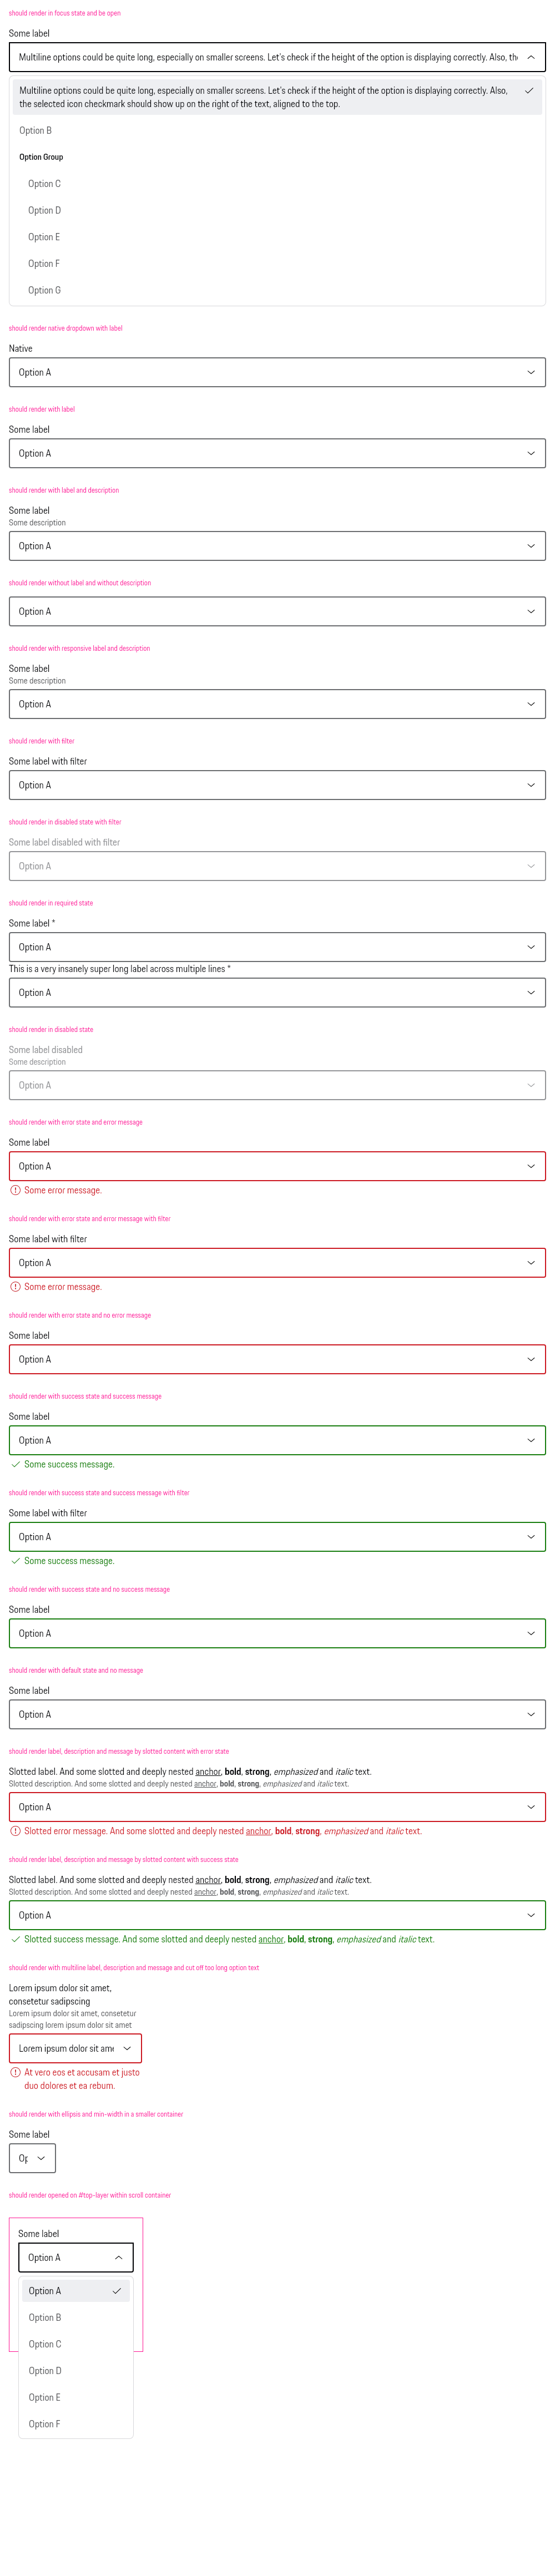 should render in focus state and be open
Some label
Multiline options could be quite long, especially on smaller screens. Let's check if the height of the option is displaying correctly. Also, th
Multiline options could be quite long, especially on smaller screens. Let's check if the height of the option is displaying correctly. Also,
the selected icon checkmark should show up on the right of the text, aligned to the top.
Option B
Option Group
Option C
Option D
Option E
Option F
Option G
should render native dropdown with label
Native
Option A
should render with label
Some label
Option A
should render with label and description
Some label
Some description
Option A
should render without label and without description
Option A
should render with responsive label and description
Some label
Some description
Option A
should render with filter
Some label with filter
Option A
should render in disabled state with filter
Some label disabled with filter
Option A
should render in required state
Some label *
Option A
This is a very insanely super long label across multiple lines *
Option A
should render in disabled state
Some label disabled
Some description
Option A
should render with error state and error message
Some label
Option A
Some error message.
should render with error state and error message with filter
Some label with filter
Option A
Some error message.
should render with error state and no error message
Some label
Option A
should render with success state and success message
Some label
Option A
Some success message.
should render with success state and success message with filter
Some label with filter
Option A
Some success message.
should render with success state and no success message
Some label
Option A
should render with default state and no message
Some label
Option A
should render label, description and message by slotted content with error state
Slotted label. And some slotted and deeply nested anchor, bold, strong, emphasized and italic text.
Slotted description. And some slotted and deeply nested anchor, bold, strong, emphasized and italic text.
Option A
Slotted error message. And some slotted and deeply nested anchor, bold, strong, emphasized and italic text.
should render label, description and message by slotted content with success state
Slotted label. And some slotted and deeply nested anchor, bold, strong, emphasized and italic text.
Slotted description. And some slotted and deeply nested anchor, bold, strong, emphasized and italic text.
Option A
Slotted success message. And some slotted and deeply nested anchor, bold, strong, emphasized and italic text.
should render with multiline label, description and message and cut off too long option text
Lorem ipsum dolor sit amet,
consetetur sadipscing
Lorem ipsum dolor sit amet, consetetur
sadipscing lorem ipsum dolor sit amet
Lorem ipsum dolor sit ame
At vero eos et accusam et justo
duo dolores et ea rebum.
should render with ellipsis and min-width in a smaller container
Some label
Op
should render opened on #top-layer within scroll container
Some label
Option A
Option A
Option B
Option C
Option D
Option E
Option F